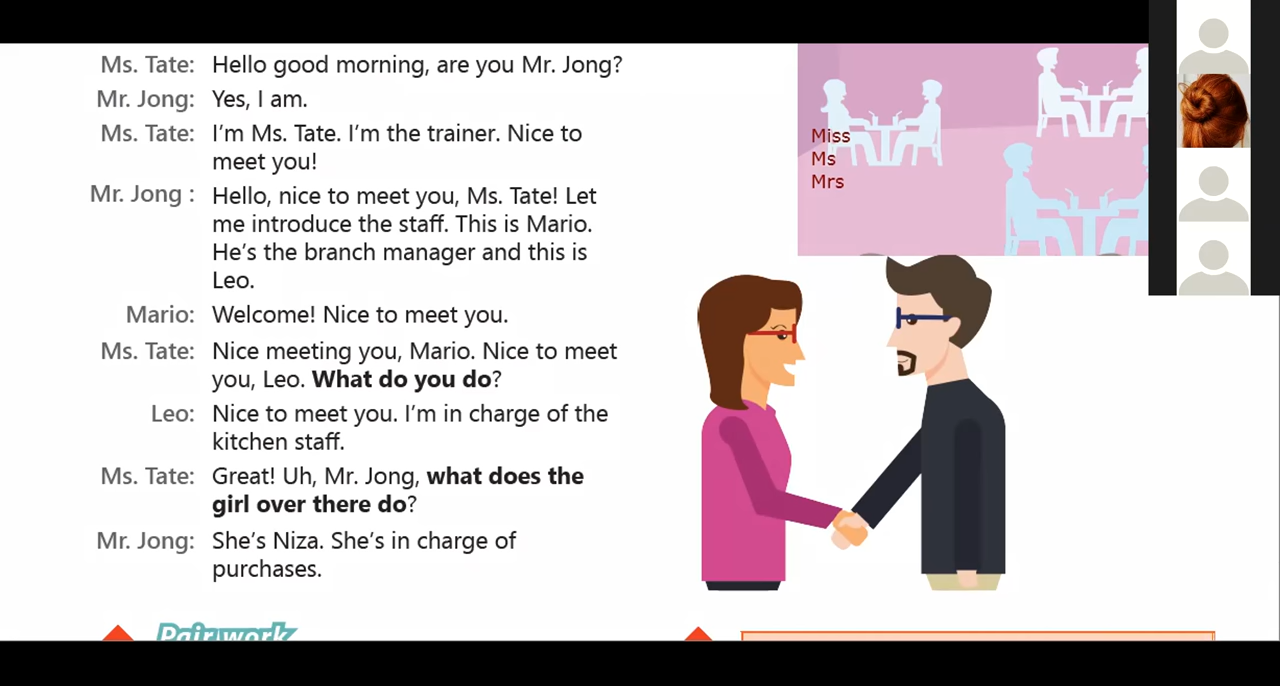 Ms. Tate: Hello good morning, are you Mr. Jong?
Mr. Jong: Yes, I am.
Ms. Tate: I'm Ms. Tate. I'm the trainer. Nice to
meet you!
Mr. Jong : Hello, nice to meet you, Ms. Tate! Let
me introduce the staff. This is Mario.
He's the branch manager and this is
Leo.
Mario: Welcome! Nice to meet you.
Ms. Tate: Nice meeting you, Mario. Nice to meet
you, Leo. What do you do?
Leo: Nice to meet you. I'm in charge of the
kitchen staff.
Ms. Tate: Great! Uh, Mr. Jong, what does the
girl over there do?
Mr. Jong: She's Niza. She's in charge of
purchases.
Pair work
Miss
Ms
Mrs